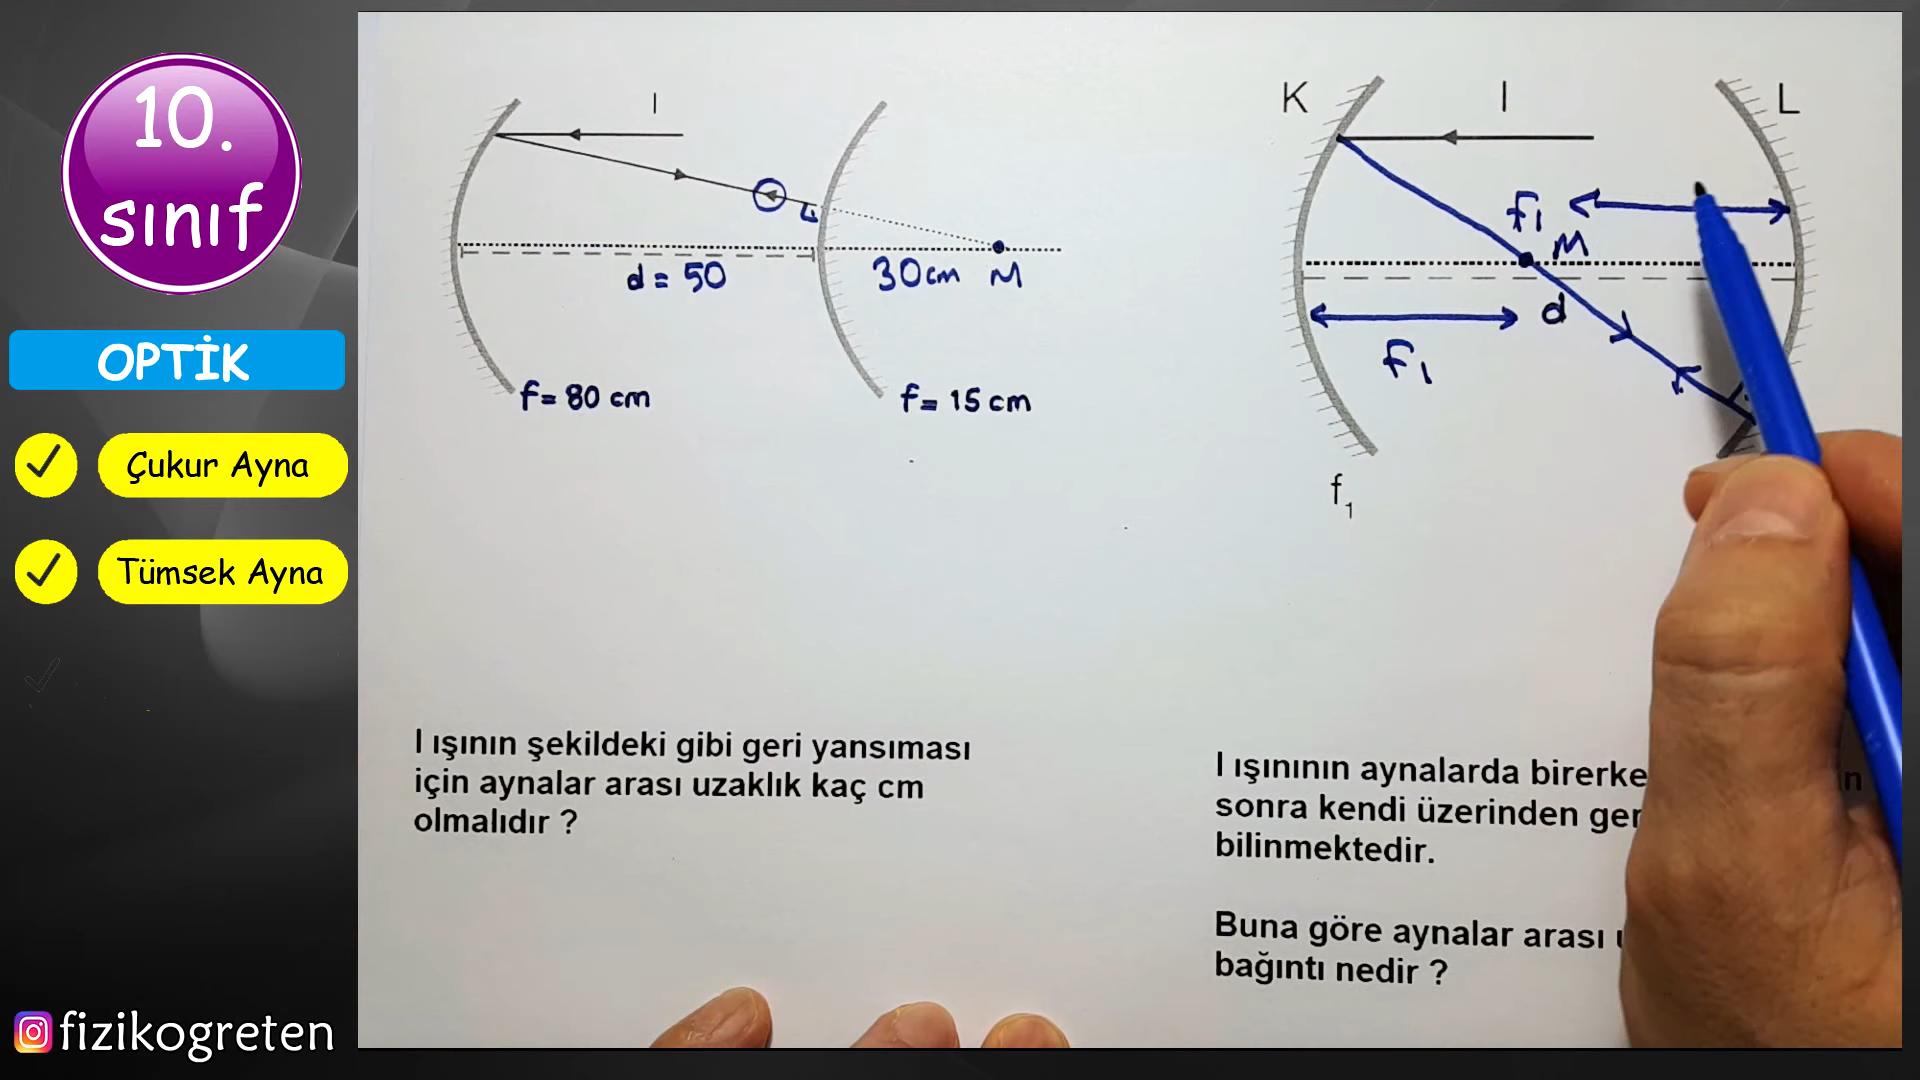 10.
sınıf
OPTİK
Çukur Ayna
Tümsek Ayna
fizikogreten
I
d = 50
30cm M
f= 80 cm
f= 15 cm
I ışının şekildeki gibi geri yansıması
için aynalar arası uzaklık kaç cm
olmalıdır ?
K
I
L
f1
M
d
f1
f1
I ışınının aynalarda
sonra kendi üzerinden
bilinmektedir.
Buna göre aynalar arası
bağıntı nedir ?